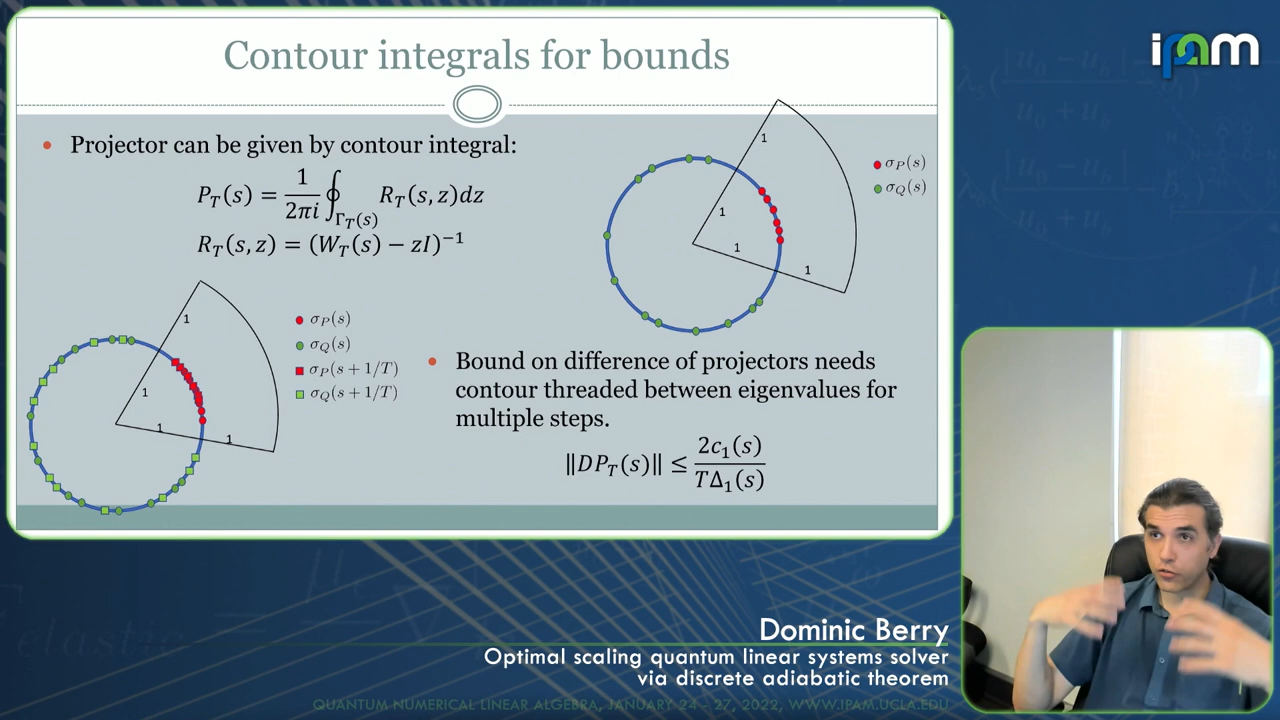 Contour integrals for bounds
ipam
• Projector can be given by contour integral:
P_T(s) = 1/(2πi) ∮_{Γ_T(s)} R_T(s, z)dz
R_T(s, z) = (W_T(s) − zI)^{−1}
1
1
1
1
σ_P(s)
σ_Q(s)
1
1
1
1
σ_P(s)
σ_Q(s)
σ_P(s + 1/T)
σ_Q(s + 1/T)
• Bound on difference of projectors needs
contour threaded between eigenvalues for
multiple steps.
‖DP_T(s)‖ ≤ 2c_1(s)/(TΔ_1(s))
Dominic Berry
Optimal scaling quantum linear systems solver
via discrete adiabatic theorem
QUANTUM NUMERICAL LINEAR ALGEBRA, JANUARY 24 - 27, 2022, WWW.IPAM.UCLA.EDU
elastic